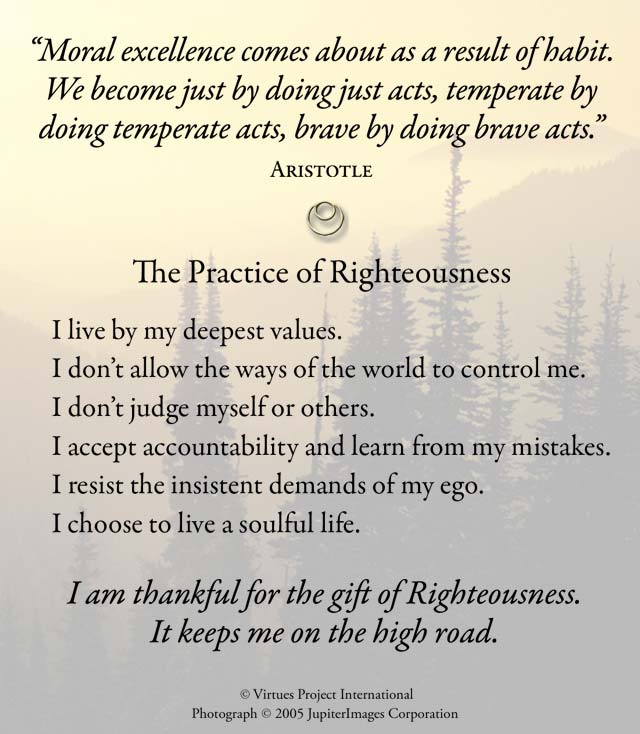 “Moral excellence comes about as a result of habit.
We become just by doing just acts, temperate by
doing temperate acts, brave by doing brave acts.”
Aristotle
The Practice of Righteousness
I live by my deepest values.
I don’t allow the ways of the world to control me.
I don’t judge myself or others.
I accept accountability and learn from my mistakes.
I resist the insistent demands of my ego.
I choose to live a soulful life.
I am thankful for the gift of Righteousness.
It keeps me on the high road.
© Virtues Project International
Photograph © 2005 JupiterImages Corporation